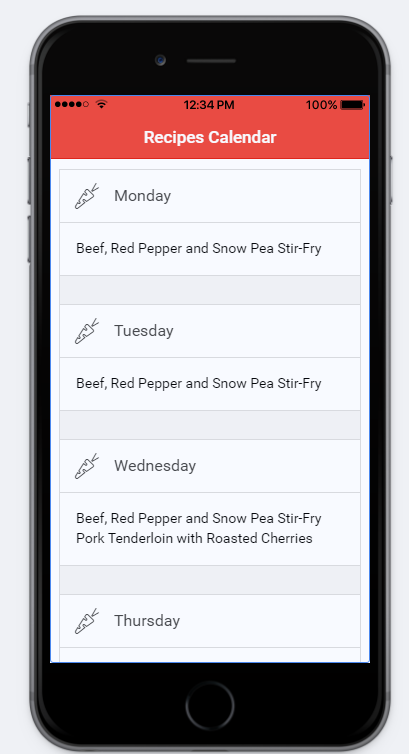 12:34 PM 100%
Recipes Calendar
Monday
Beef, Red Pepper and Snow Pea Stir-Fry
Tuesday
Beef, Red Pepper and Snow Pea Stir-Fry
Wednesday
Beef, Red Pepper and Snow Pea Stir-Fry
Pork Tenderloin with Roasted Cherries
Thursday